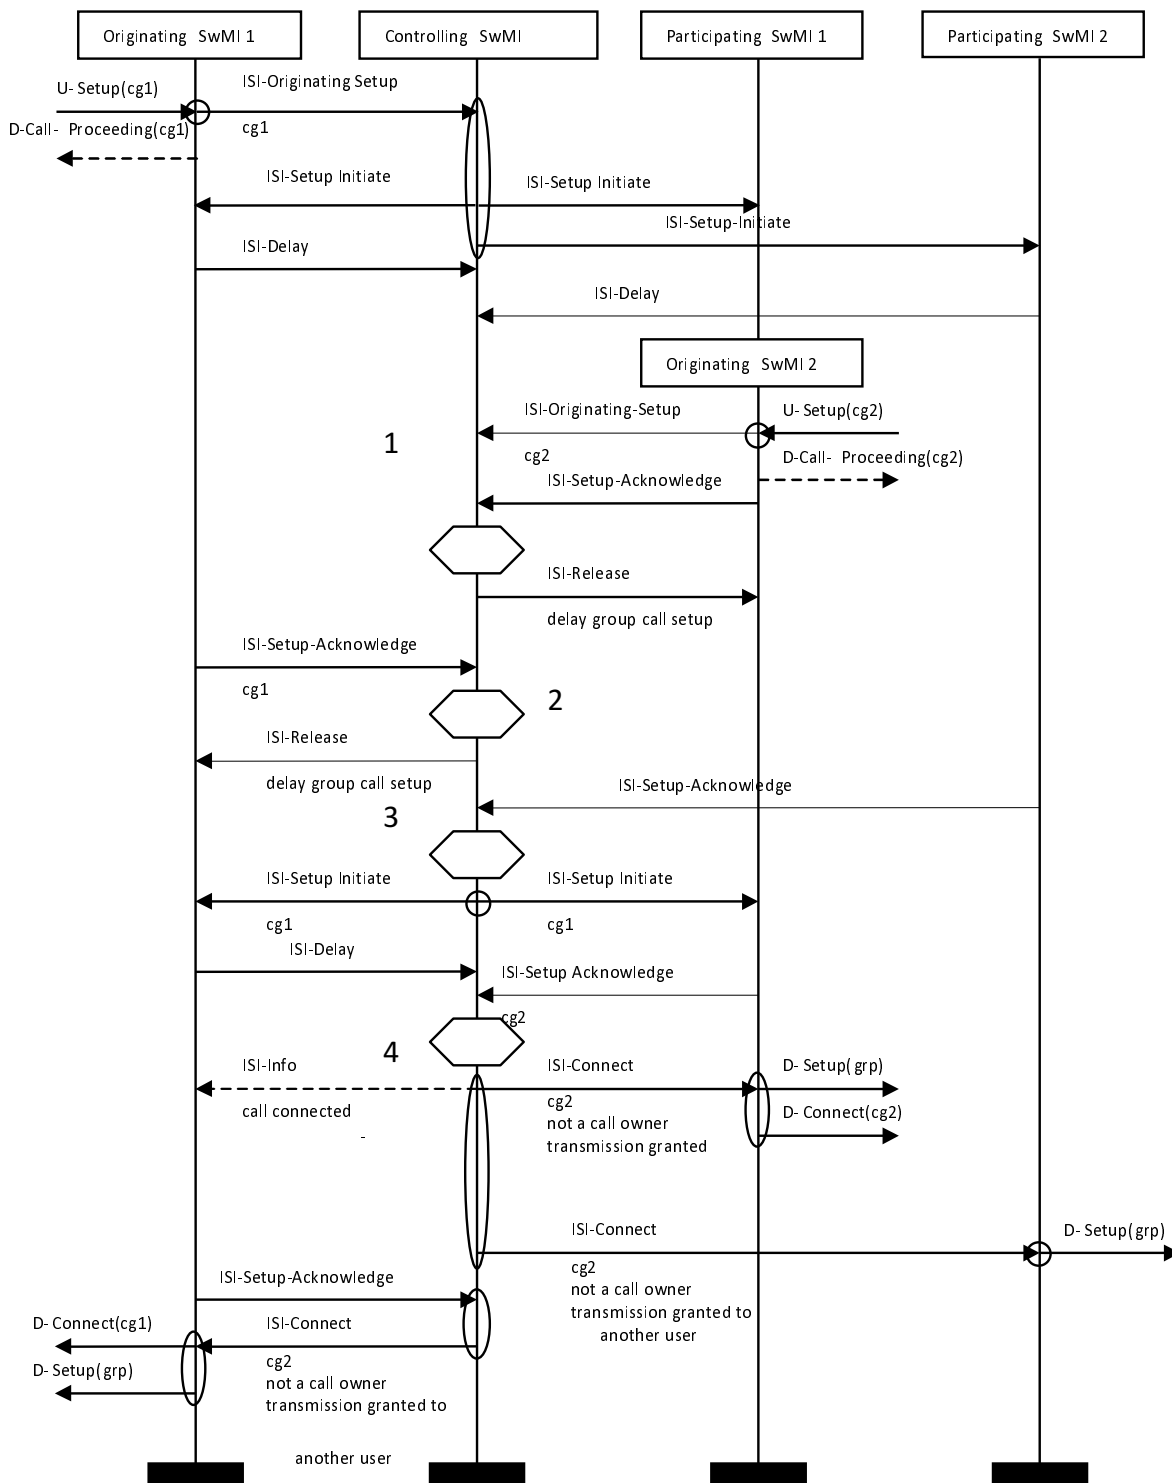 Originating SwMI 1
Controlling SwMI
Participating SwMI 1
Participating SwMI 2
U- Setup(cg1)
ISI-Originating Setup
D-Call- Proceeding(cg1)
cg1
ISI-Setup Initiate
ISI-Setup Initiate
ISI-Setup-Initiate
ISI-Delay
ISI-Delay
Originating SwMI 2
ISI-Originating-Setup
U- Setup(cg2)
1
cg2
D-Call- Proceeding(cg2)
ISI-Setup-Acknowledge
ISI-Release
delay group call setup
ISI-Setup-Acknowledge
cg1
2
ISI-Release
delay group call setup
ISI-Setup-Acknowledge
3
ISI-Setup Initiate
ISI-Setup Initiate
cg1
cg1
ISI-Delay
ISI-Setup Acknowledge
cg2
4
ISI-Info
ISI-Connect
D- Setup(grp)
call connected
-
cg2
not a call owner
transmission granted
D- Connect(cg2)
ISI-Connect
D- Setup(grp)
cg2
not a call owner
transmission granted to
another user
ISI-Setup-Acknowledge
D- Connect(cg1)
ISI-Connect
D- Setup(grp)
cg2
not a call owner
transmission granted to
another user